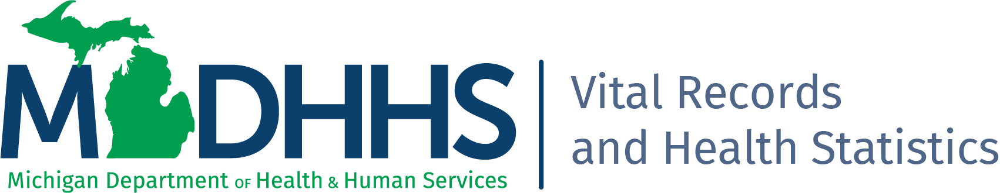 MDHHS
Michigan Department OF Health & Human Services
Vital Records
and Health Statistics